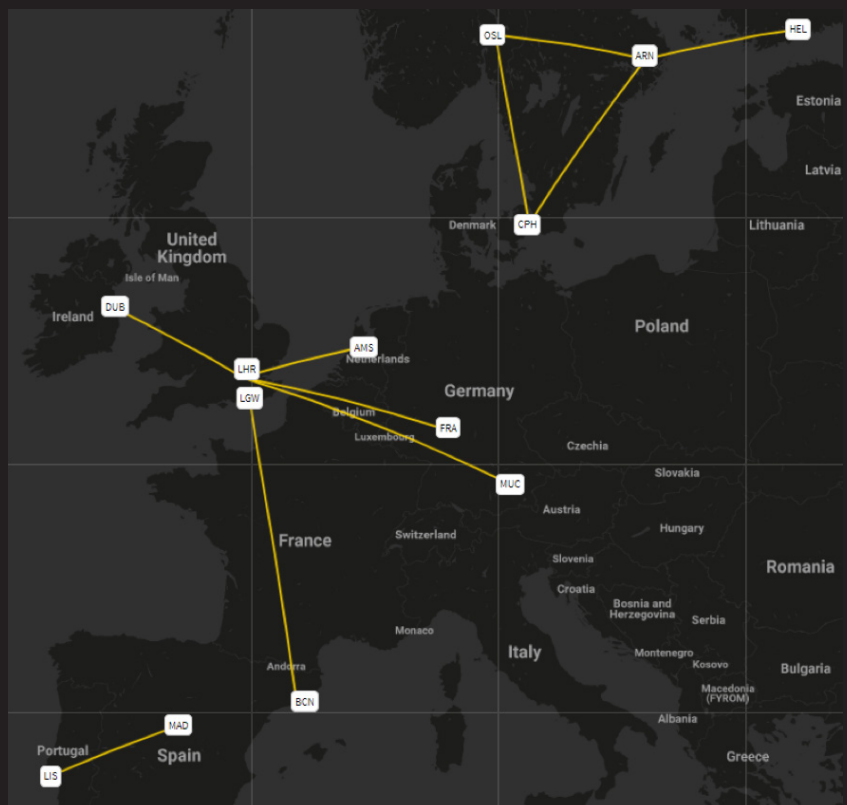 OSL
HEL
ARN
Estonia
Latvia
CPH
Denmark
Lithuania
United
Kingdom
Isle of Man
DUB
Ireland
Poland
AMS
Netherlands
LHR
Germany
LGW
Belgium
FRA
Luxembourg
Czechia
Slovakia
MUC
Austria
Hungary
Switzerland
France
Slovenia
Romania
Croatia
Bosnia and
Herzegovina
Serbia
Monaco
Italy
Montenegro
Kosovo
Andorra
Bulgaria
Macedonia
(FYROM)
BCN
Albania
MAD
Portugal
Spain
Greece
LIS